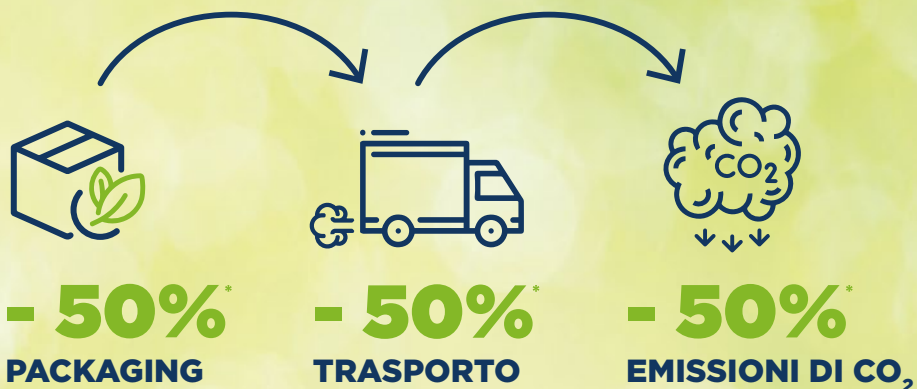 CO2
- 50%* - 50%* - 50%*
PACKAGING TRASPORTO EMISSIONI DI CO2